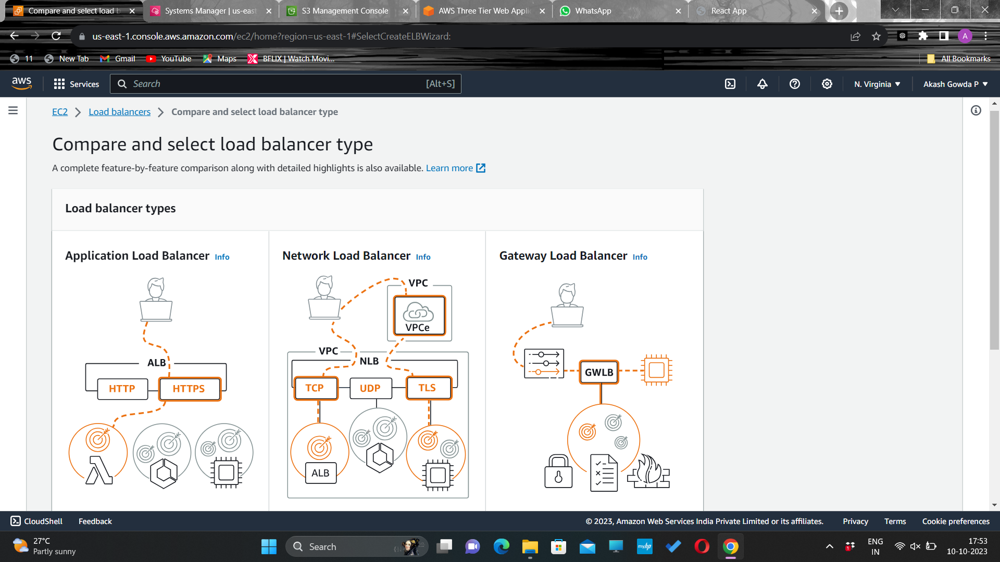 Compare and select load b
Systems Manager | us-east
S3 Management Console
AWS Three Tier Web Applic
WhatsApp
React App
us-east-1.console.aws.amazon.com/ec2/home?region=us-east-1#SelectCreateELBWizard:
A
11
New Tab
Gmail
YouTube
Maps
BFLIX | Watch Movi...
All Bookmarks
aws
Services
Search
[Alt+S]
N. Virginia
Akash Gowda P
EC2
Load balancers
Compare and select load balancer type
Compare and select load balancer type
A complete feature-by-feature comparison along with detailed highlights is also available. Learn more
Load balancer types
Application Load Balancer Info
ALB
HTTP
HTTPS
Network Load Balancer Info
VPC
VPCe
VPC
NLB
TCP
UDP
TLS
ALB
Gateway Load Balancer Info
GWLB
CloudShell
Feedback
© 2023, Amazon Web Services India Private Limited or its affiliates.
Privacy
Terms
Cookie preferences
27°C
Partly sunny
Search
myhp
1
ENG
IN
17:53
10-10-2023